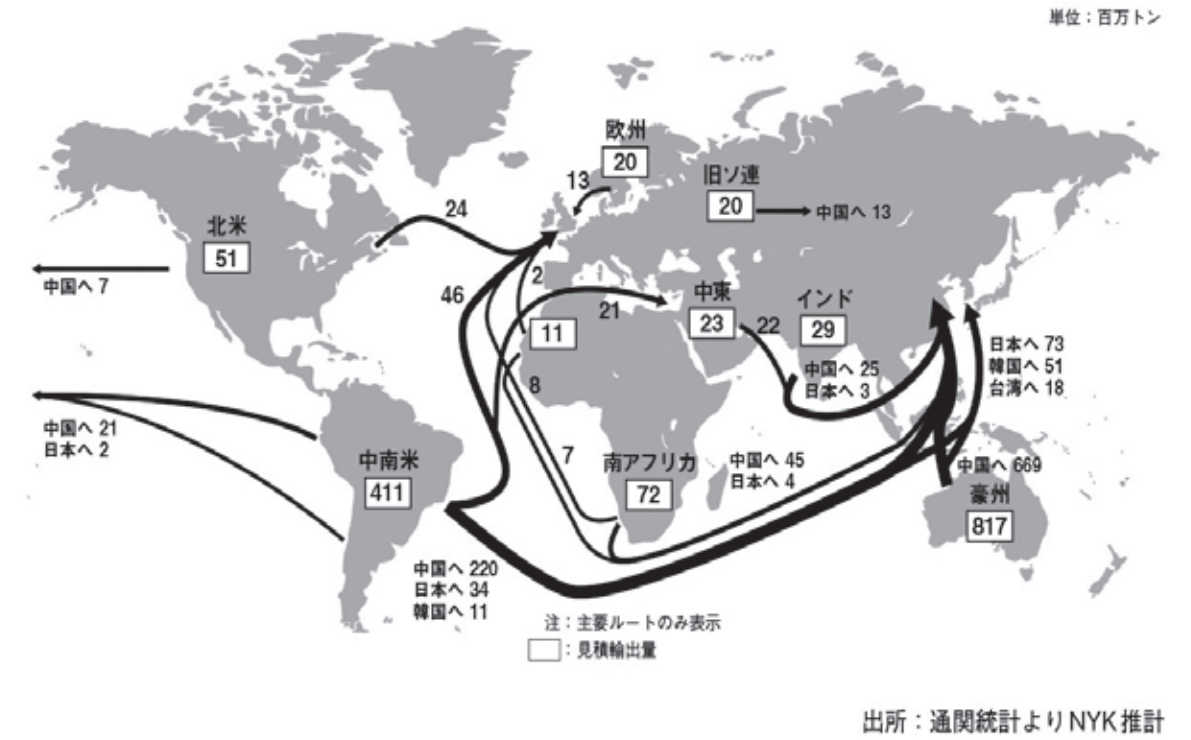 単位：百万トン
欧州
20
13
旧ソ連
20
中国へ 13
24
北米
51
中国へ 7
46
2
21
11
中東
23
22
インド
29
中国へ 25
日本へ 3
日本へ 73
韓国へ 51
台湾へ 18
8
中国へ 21
日本へ 2
中南米
411
7
南アフリカ
72
中国へ 45
日本へ 4
中国へ 669
豪州
817
中国へ 220
日本へ 34
韓国へ 11
注：主要ルートのみ表示
：見積輸出量
出所：通関統計よりNYK推計